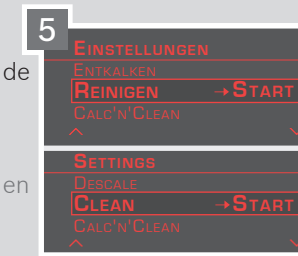 5
de
EINSTELLUNGEN
ENTKALKEN
REINIGEN → START
CALC'N'CLEAN
en
SETTINGS
DESCALE
CLEAN → START
CALC'N'CLEAN